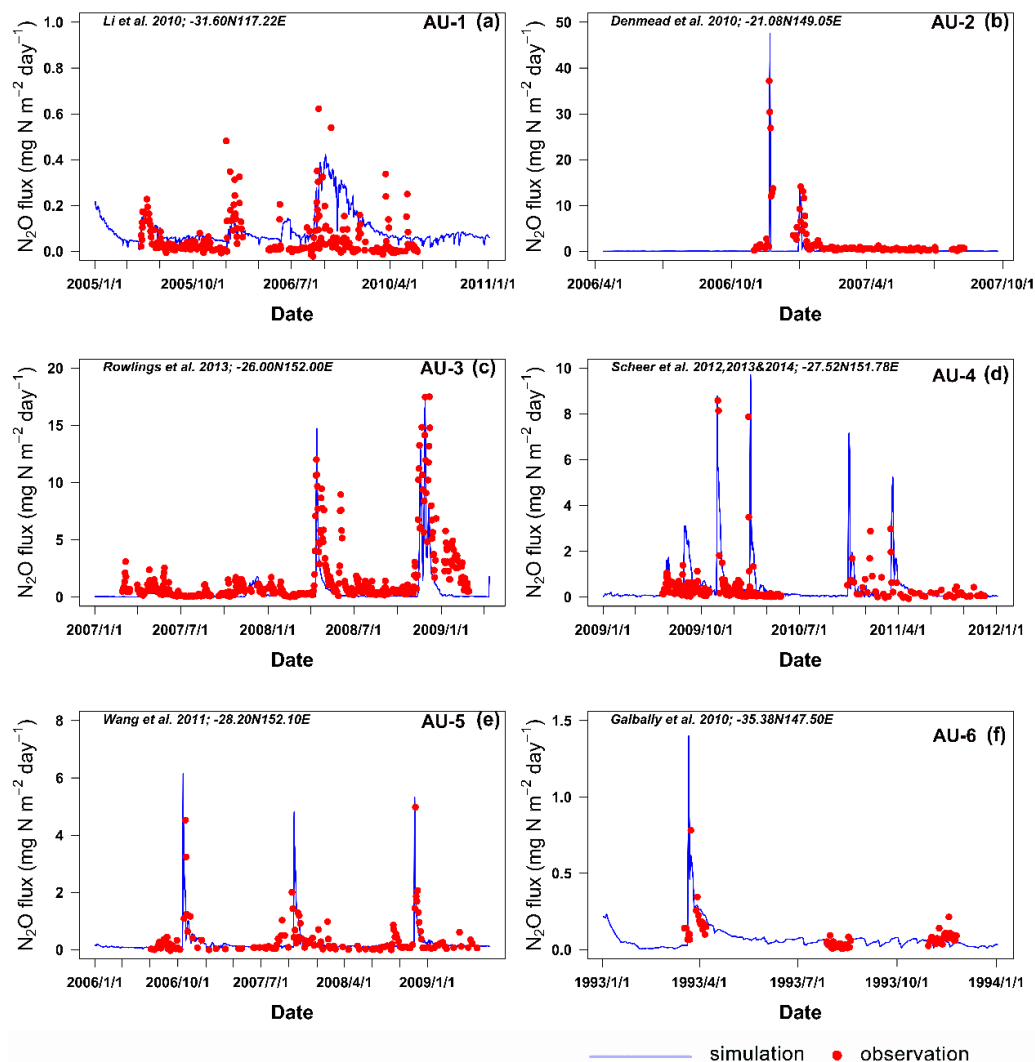 Li et al. 2010; -31.60N117.22E
AU-1 (a)
1.0
0.8
0.6
0.4
0.2
0.0
N₂O flux (mg N m⁻² day⁻¹)
2005/1/1 2005/10/1 2006/7/1 2010/4/1 2011/1/1
Date
Denmead et al. 2010; -21.08N149.05E
AU-2 (b)
50
40
30
20
10
0
N₂O flux (mg N m⁻² day⁻¹)
2006/4/1 2006/10/1 2007/4/1 2007/10/1
Date
Rowlings et al. 2013; -26.00N152.00E
AU-3 (c)
20
15
10
5
0
N₂O flux (mg N m⁻² day⁻¹)
2007/1/1 2007/7/1 2008/1/1 2008/7/1 2009/1/1
Date
Scheer et al. 2012,2013&2014; -27.52N151.78E
AU-4 (d)
10
8
6
4
2
0
N₂O flux (mg N m⁻² day⁻¹)
2009/1/1 2009/10/1 2010/7/1 2011/4/1 2012/1/1
Date
Wang et al. 2011; -28.20N152.10E
AU-5 (e)
8
6
4
2
0
N₂O flux (mg N m⁻² day⁻¹)
2006/1/1 2006/10/1 2007/7/1 2008/4/1 2009/1/1
Date
Galbally et al. 2010; -35.38N147.50E
AU-6 (f)
1.5
1.0
0.5
0.0
N₂O flux (mg N m⁻² day⁻¹)
1993/1/1 1993/4/1 1993/7/1 1993/10/1 1994/1/1
Date
simulation observation